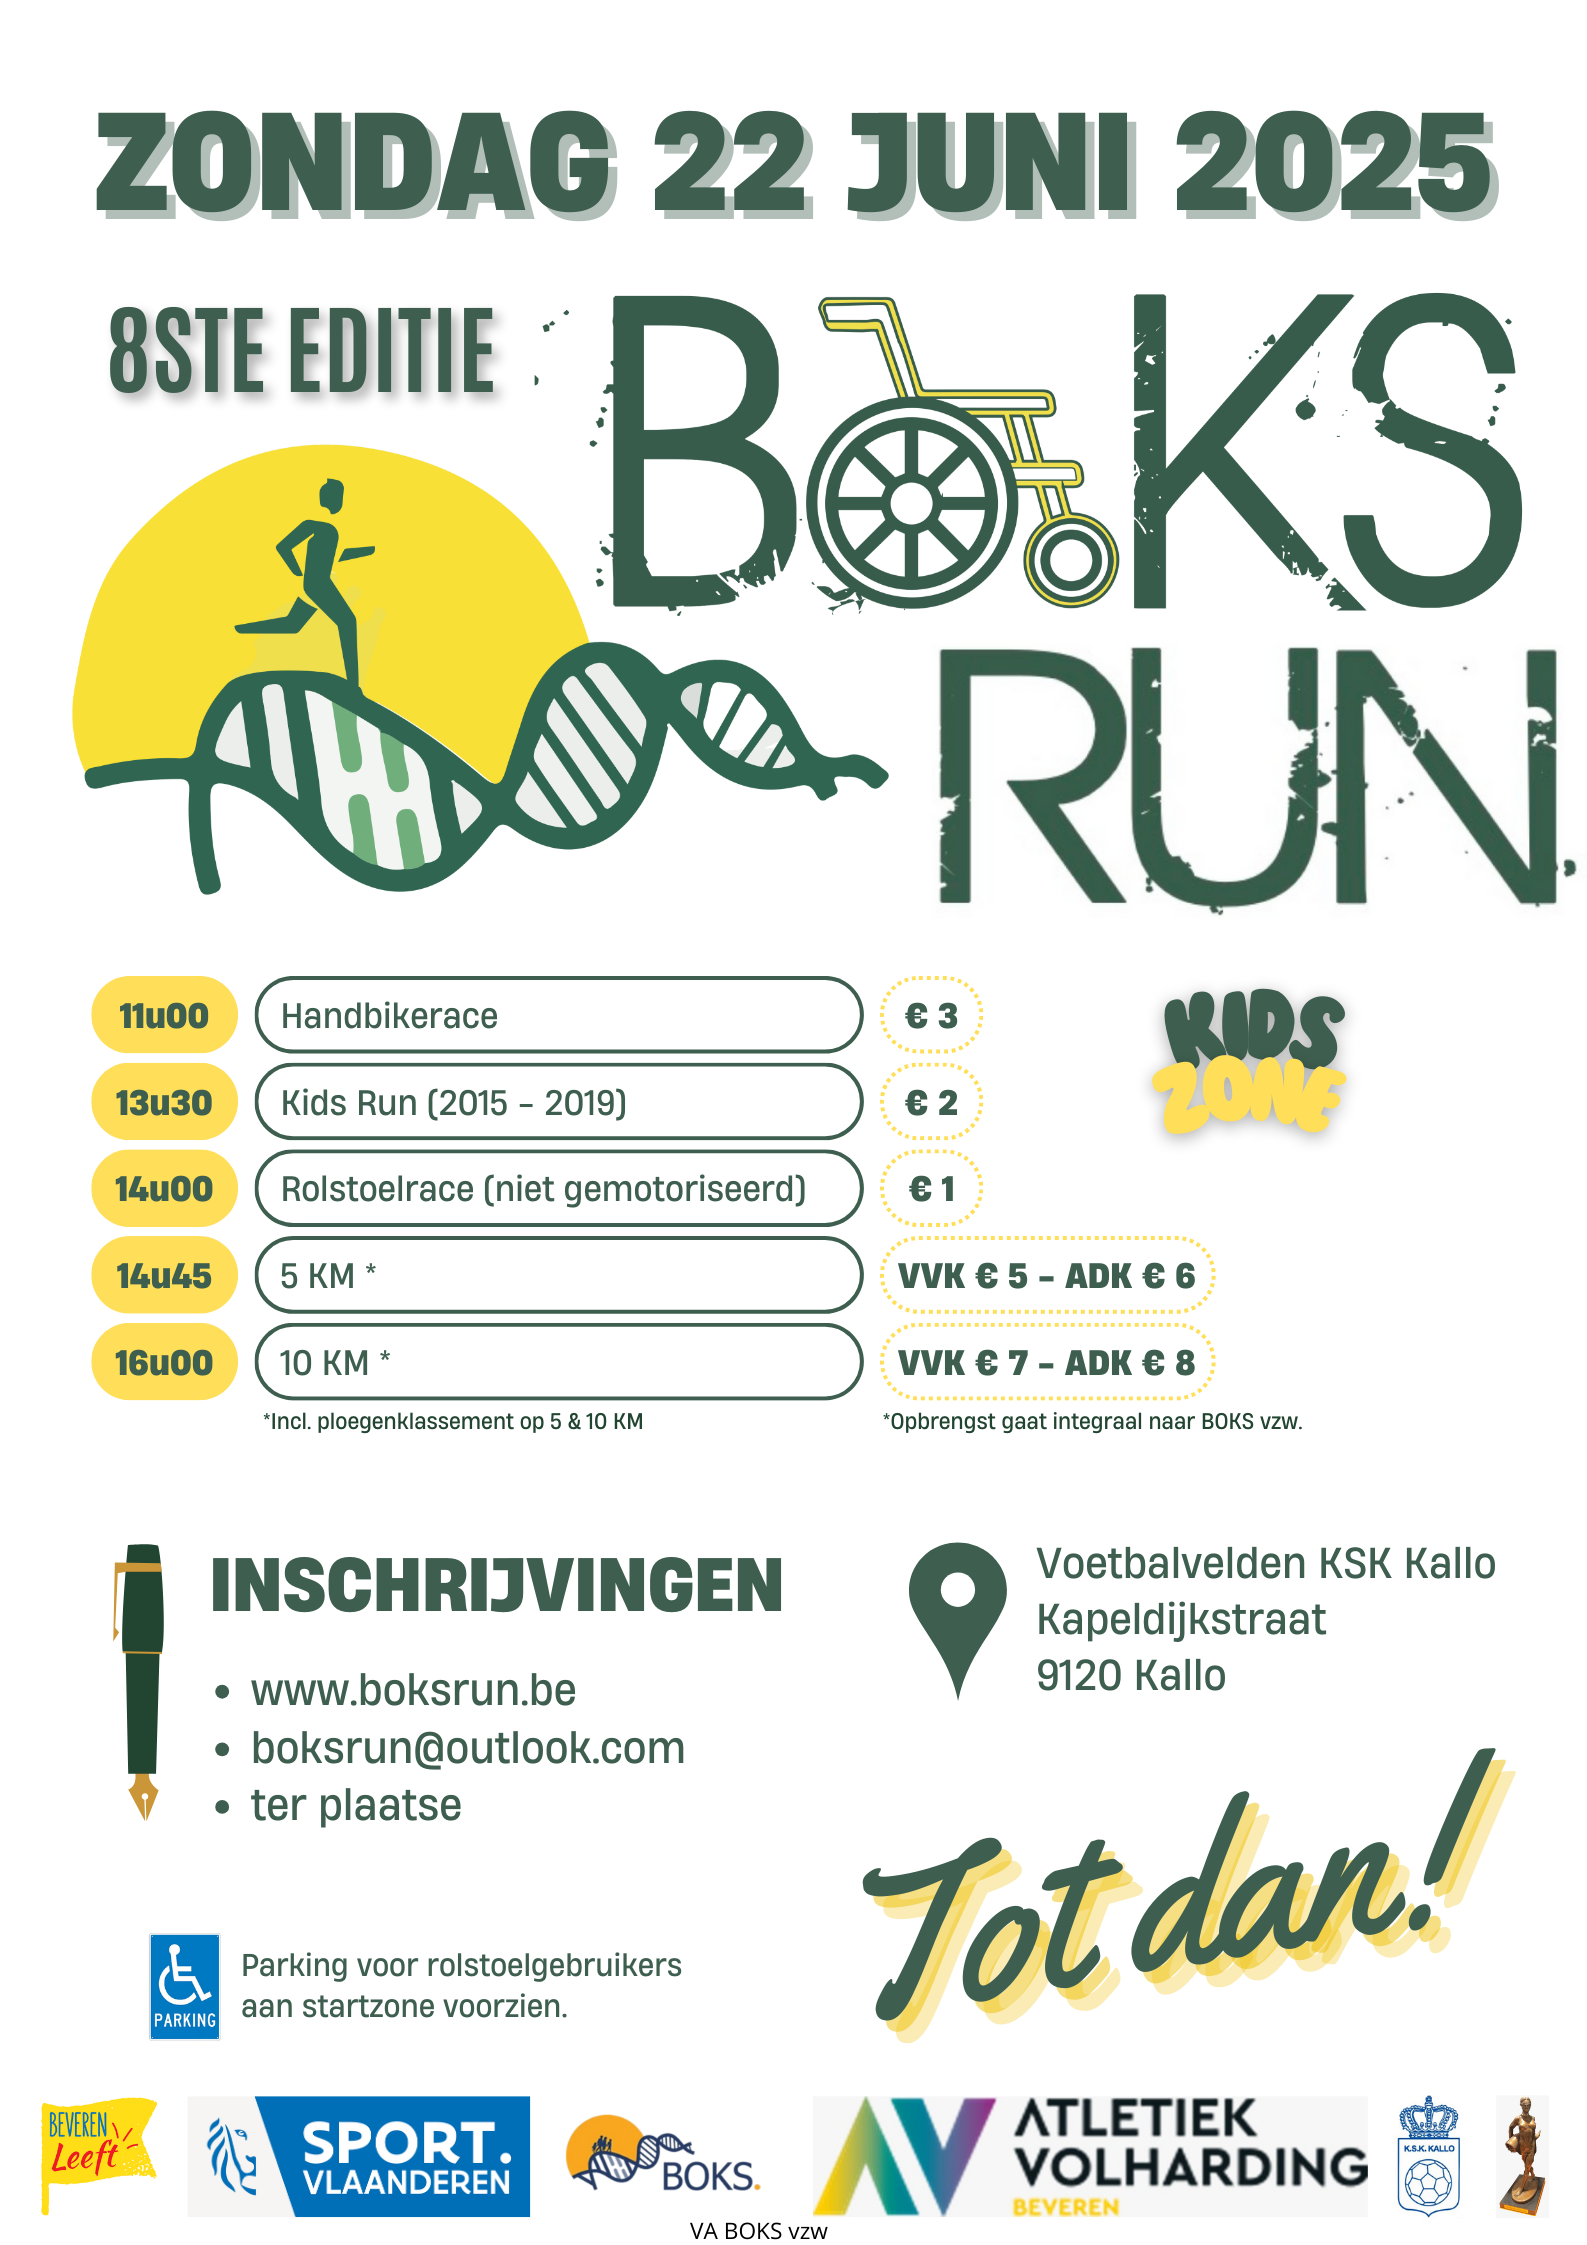 ZONDAG 22 JUNI 2025
8STE EDITIE
BOKS
RUN
11u00 Handbikerace € 3
13u30 Kids Run (2015 - 2019) € 2
14u00 Rolstoelrace (niet gemotoriseerd) € 1
14u45 5 KM * VVK € 5 - ADK € 6
16u00 10 KM * VVK € 7 - ADK € 8
KIDS
ZONE
*Incl. ploegenklassement op 5 & 10 KM
*Opbrengst gaat integraal naar BOKS vzw.
INSCHRIJVINGEN
• www.boksrun.be
• boksrun@outlook.com
• ter plaatse
Voetbalvelden KSK Kallo
Kapeldijkstraat
9120 Kallo
Tot dan!
PARKING
Parking voor rolstoelgebruikers
aan startzone voorzien.
BEVEREN
Leeft
SPORT.
VLAANDEREN
BOKS.
AV
ATLETIEK
VOLHARDING
BEVEREN
K.S.K. KALLO
VA BOKS vzw